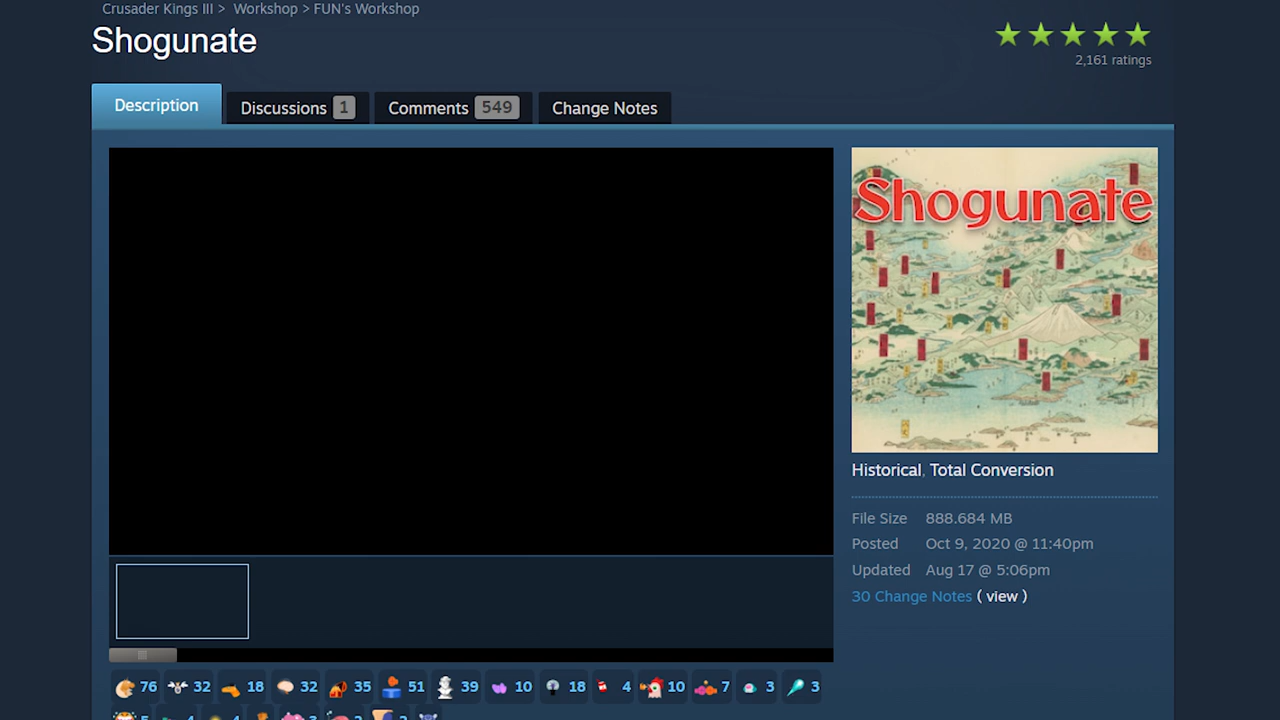 Crusader Kings III > Workshop > FUN's Workshop
Shogunate
2,161 ratings
Description
Discussions 1
Comments 549
Change Notes
Shogunate
Historical, Total Conversion
File Size 888.684 MB
Posted Oct 9, 2020 @ 11:40pm
Updated Aug 17 @ 5:06pm
30 Change Notes ( view )
76 32 18 32 35 51 39 10 18 4 10 7 3 3